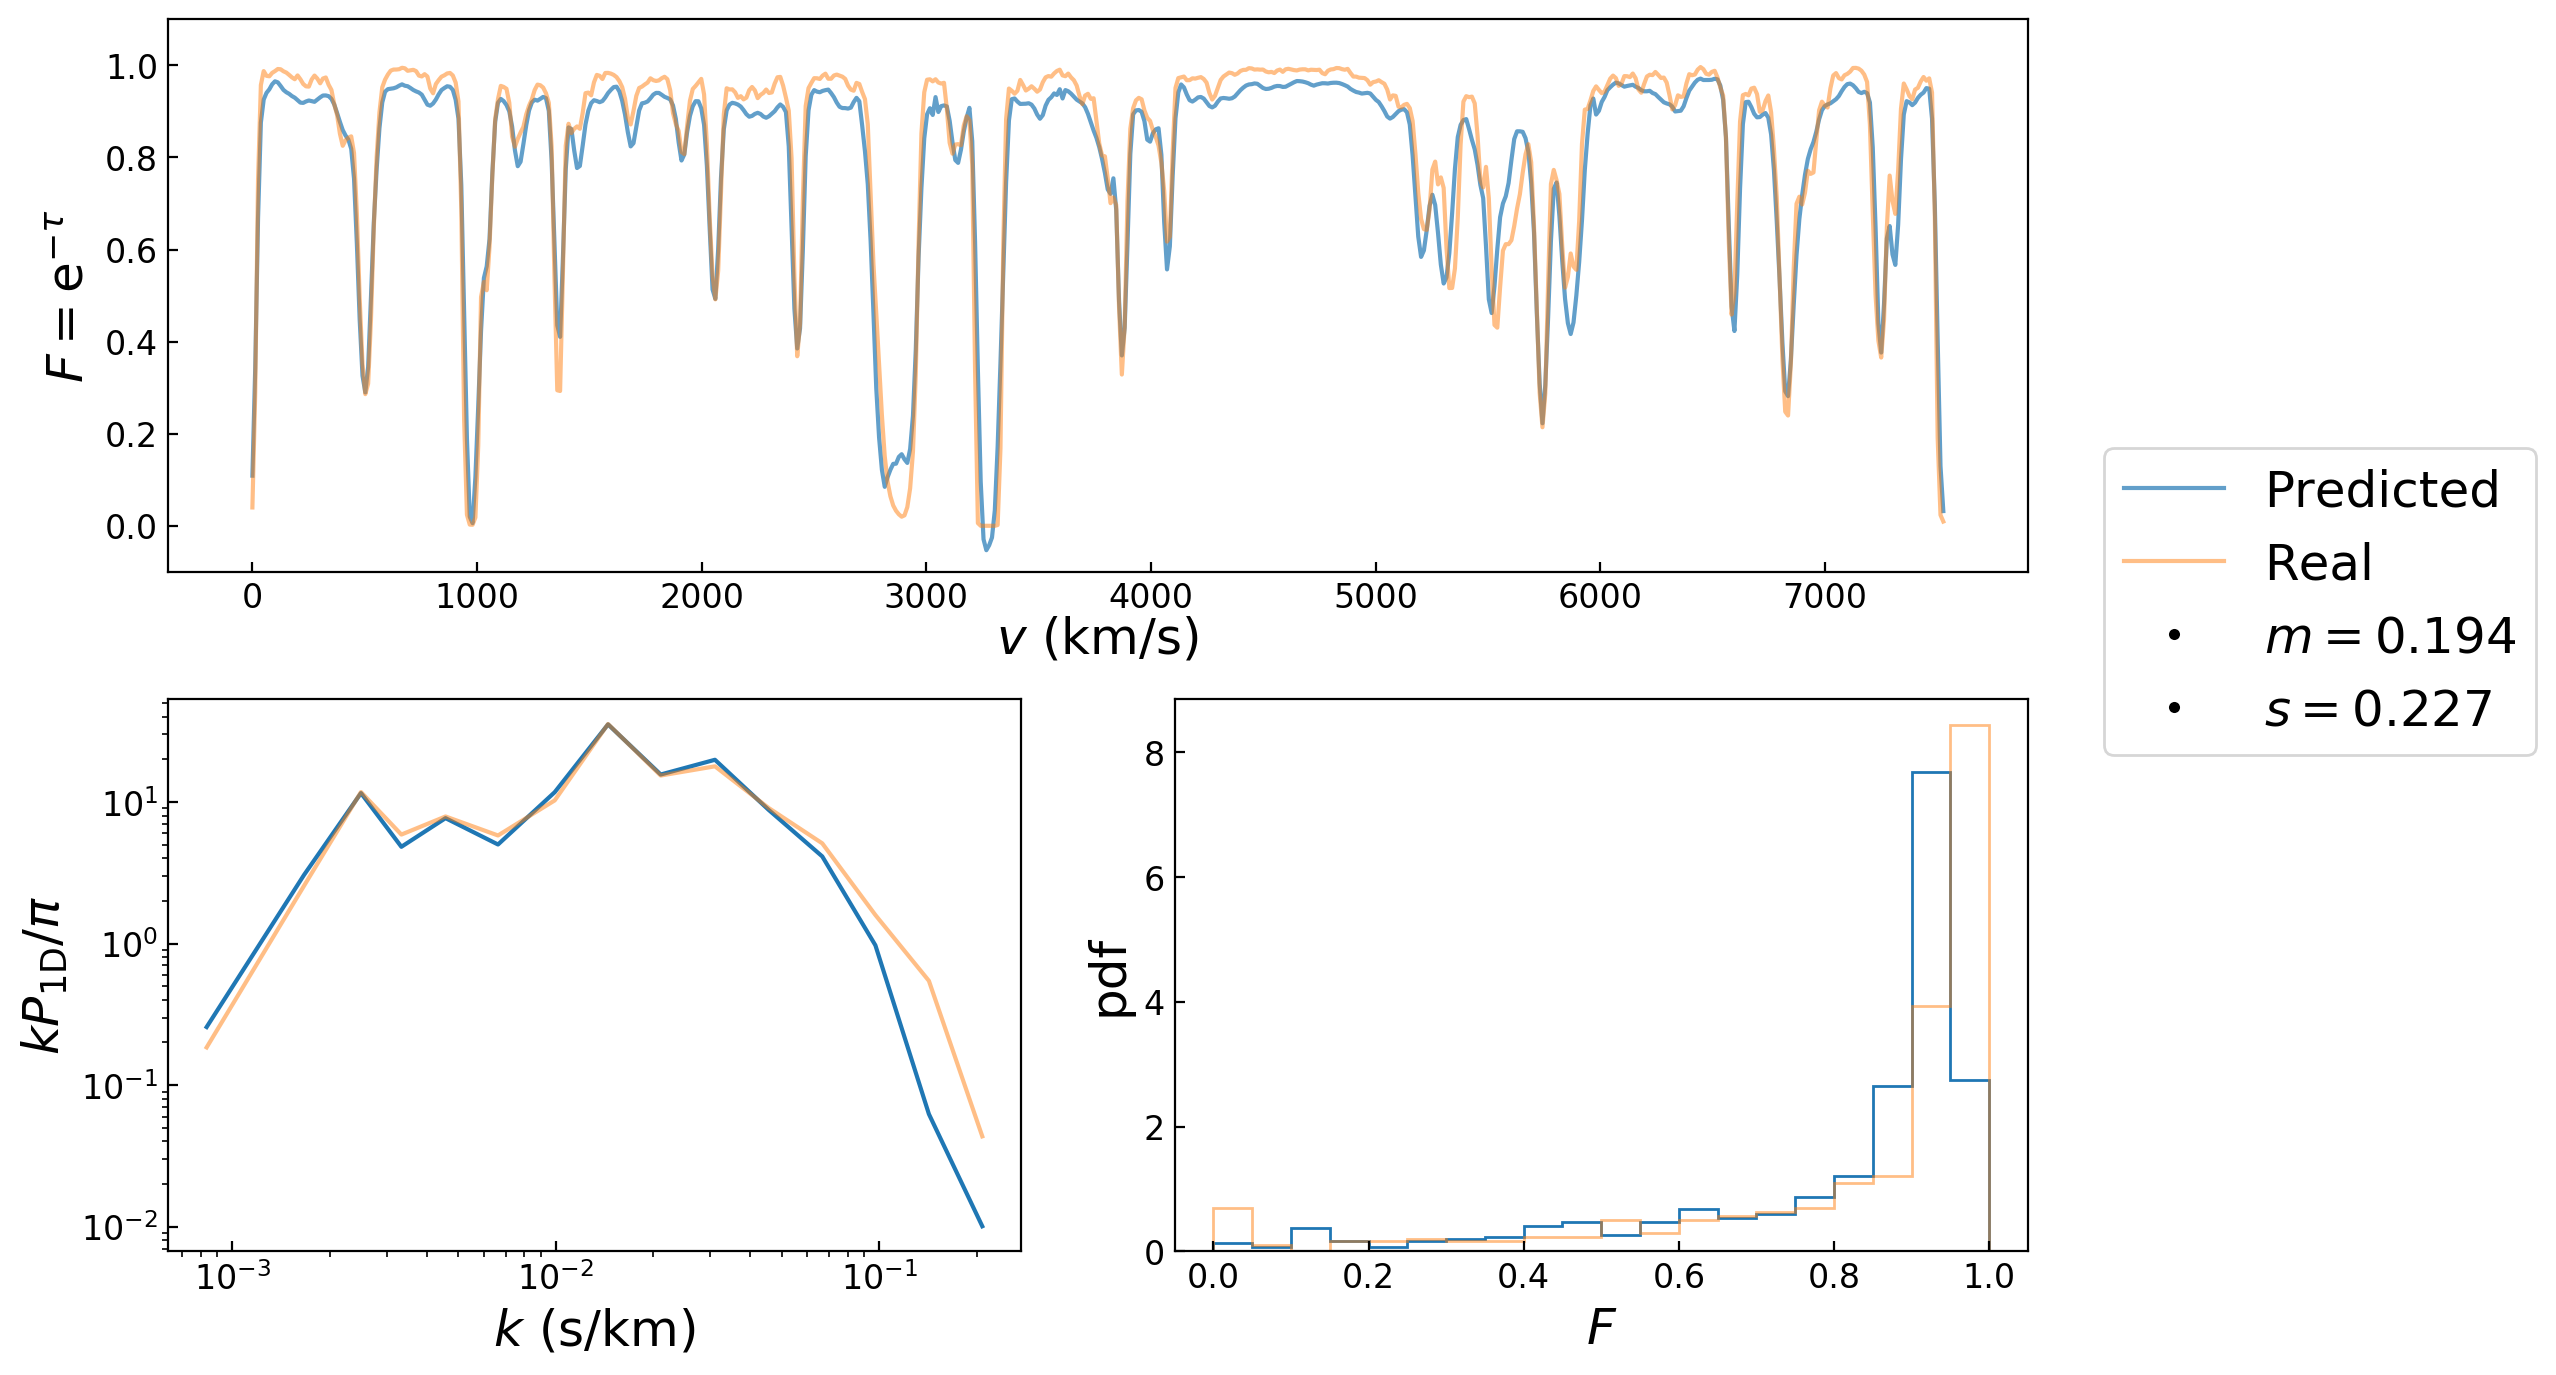 1.0
0.8
0.6
0.4
0.2
0.0
F = e^{−τ}
0 1000 2000 3000 4000 5000 6000 7000
v (km/s)
Predicted
Real
m = 0.194
s = 0.227
10^1
10^0
10^{−1}
10^{−2}
kP_{1D}/π
10^{−3} 10^{−2} 10^{−1}
k (s/km)
8
6
4
2
0
pdf
0.0 0.2 0.4 0.6 0.8 1.0
F